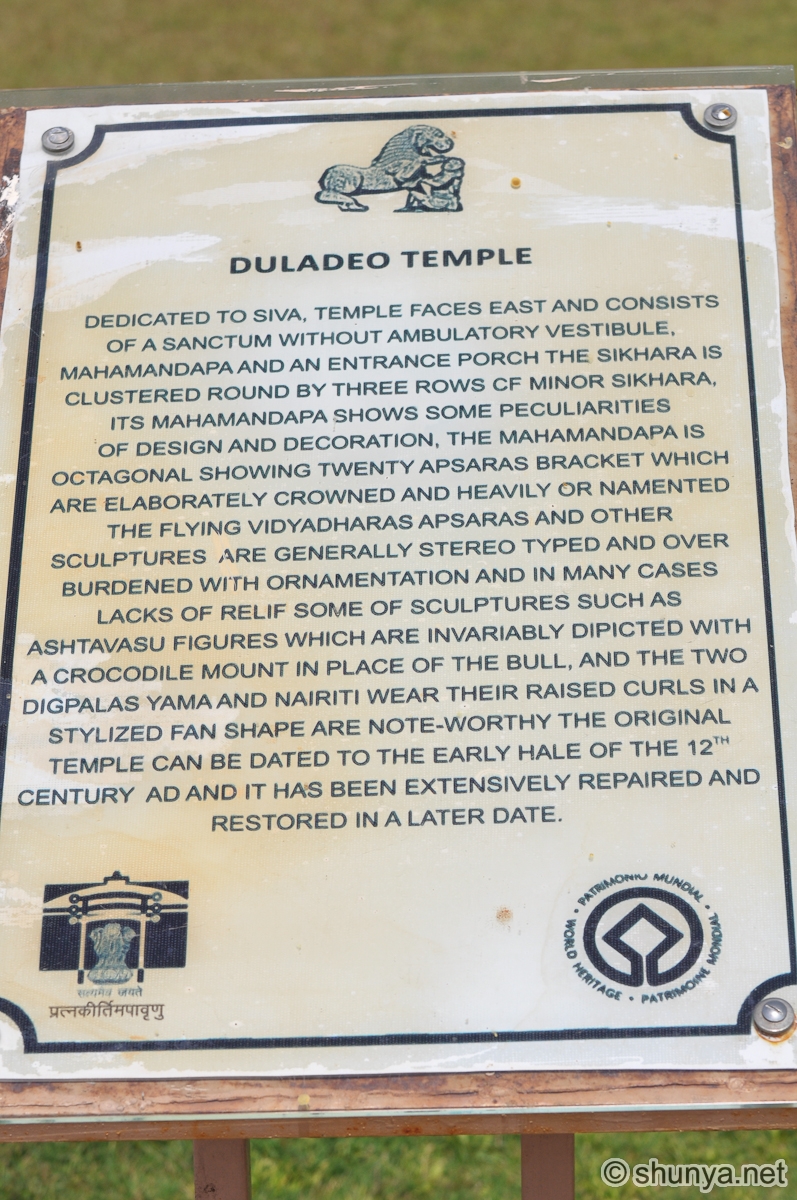 DULADEO TEMPLE
DEDICATED TO SIVA, TEMPLE FACES EAST AND CONSISTS
OF A SANCTUM WITHOUT AMBULATORY VESTIBULE,
MAHAMANDAPA AND AN ENTRANCE PORCH THE SIKHARA IS
CLUSTERED ROUND BY THREE ROWS CF MINOR SIKHARA,
ITS MAHAMANDAPA SHOWS SOME PECULIARITIES
OF DESIGN AND DECORATION, THE MAHAMANDAPA IS
OCTAGONAL SHOWING TWENTY APSARAS BRACKET WHICH
ARE ELABORATELY CROWNED AND HEAVILY OR NAMENTED
THE FLYING VIDYADHARAS APSARAS AND OTHER
SCULPTURES ARE GENERALLY STEREO TYPED AND OVER
BURDENED WITH ORNAMENTATION AND IN MANY CASES
LACKS OF RELIF SOME OF SCULPTURES SUCH AS
ASHTAVASU FIGURES WHICH ARE INVARIABLY DIPICTED WITH
A CROCODILE MOUNT IN PLACE OF THE BULL, AND THE TWO
DIGPALAS YAMA AND NAIRITI WEAR THEIR RAISED CURLS IN A
STYLIZED FAN SHAPE ARE NOTE-WORTHY THE ORIGINAL
TEMPLE CAN BE DATED TO THE EARLY HALE OF THE 12TH
CENTURY AD AND IT HAS BEEN EXTENSIVELY REPAIRED AND
RESTORED IN A LATER DATE.
सत्यमेव जयते
प्रत्नकीर्तिमपावृणु
• PATRIMONIO MUNDIAL • WORLD HERITAGE • PATRIMOINE MONDIAL
© shunya.net